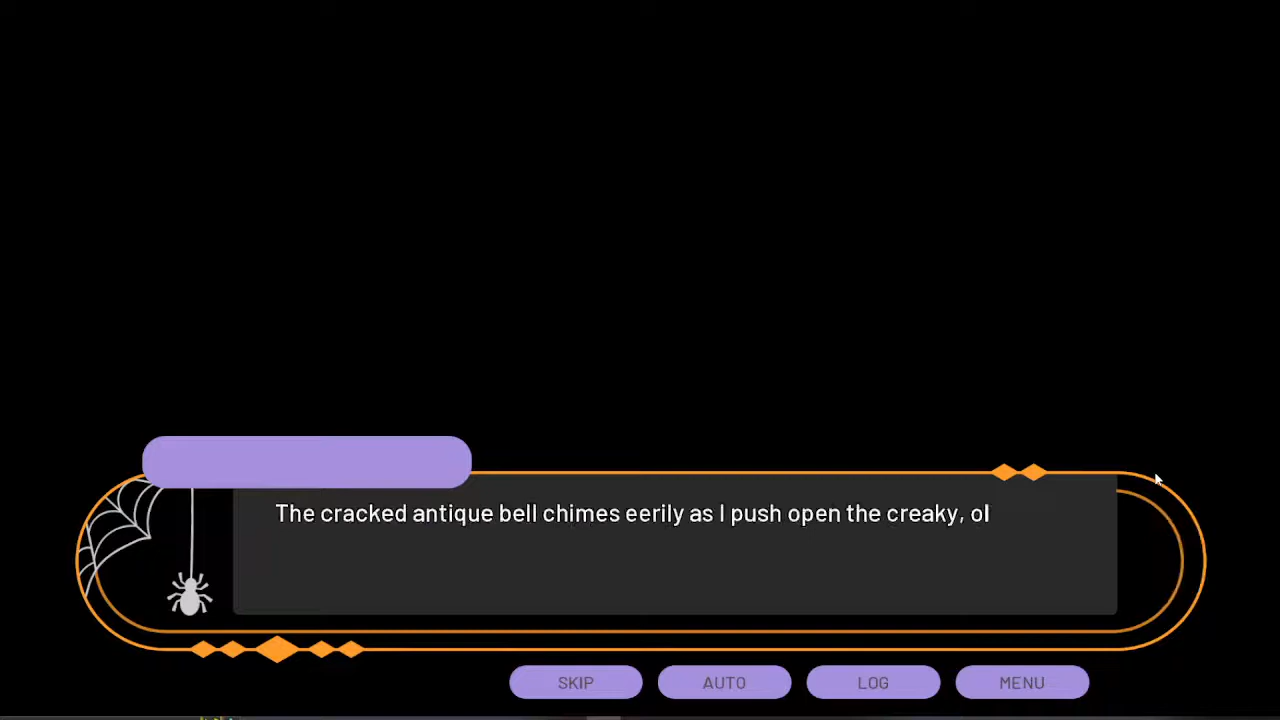 The cracked antique bell chimes eerily as I push open the creaky, ol
SKIP
AUTO
LOG
MENU